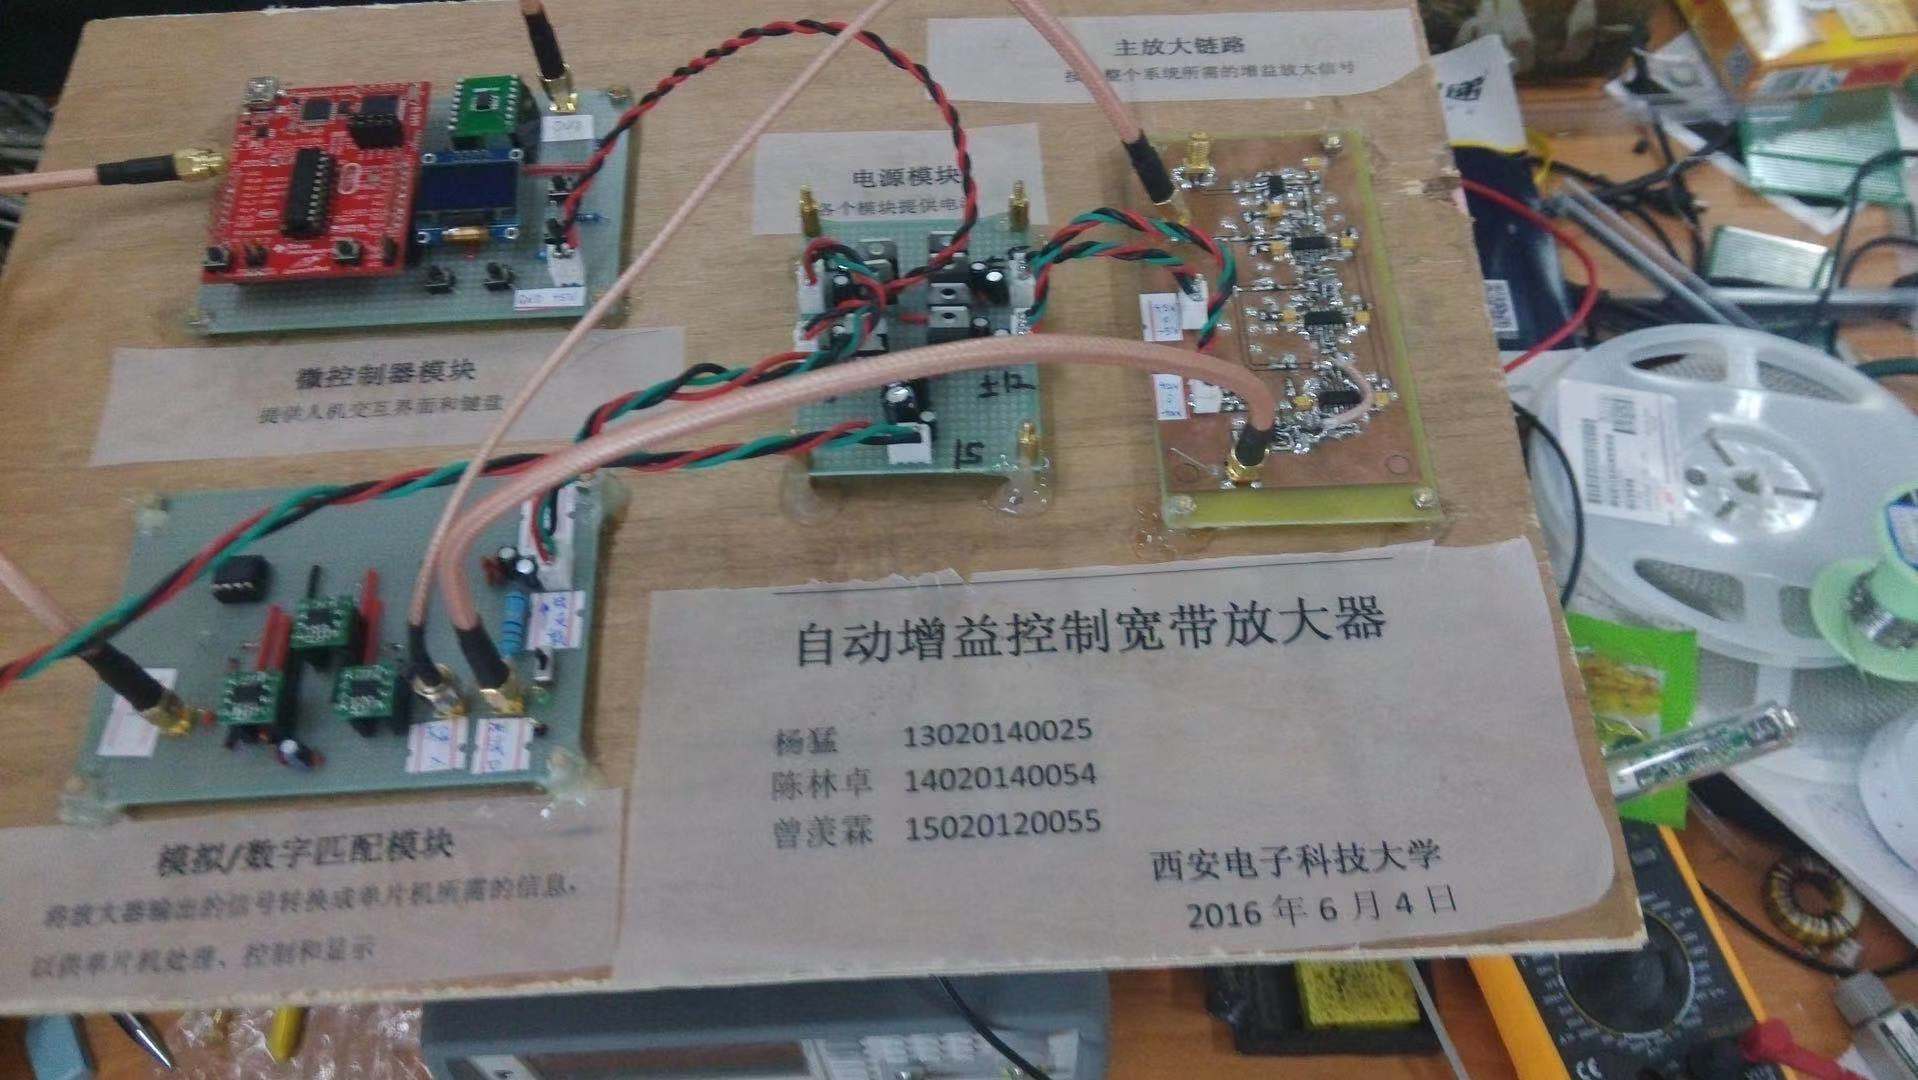 主放大链路
整个系统所需的增益放大信号
电源模块
各个模块提供电
微控制器模块
提供人机交互界面和键盘
±12
15
自动增益控制宽带放大器
杨猛 13020140025
陈林卓 14020140054
曾羡霖 15020120055
西安电子科技大学
2016 年 6 月 4 日
模拟/数字匹配模块
将放大器输出的信号转换成单片机所需的信息，
以供单片机处理、控制和显示